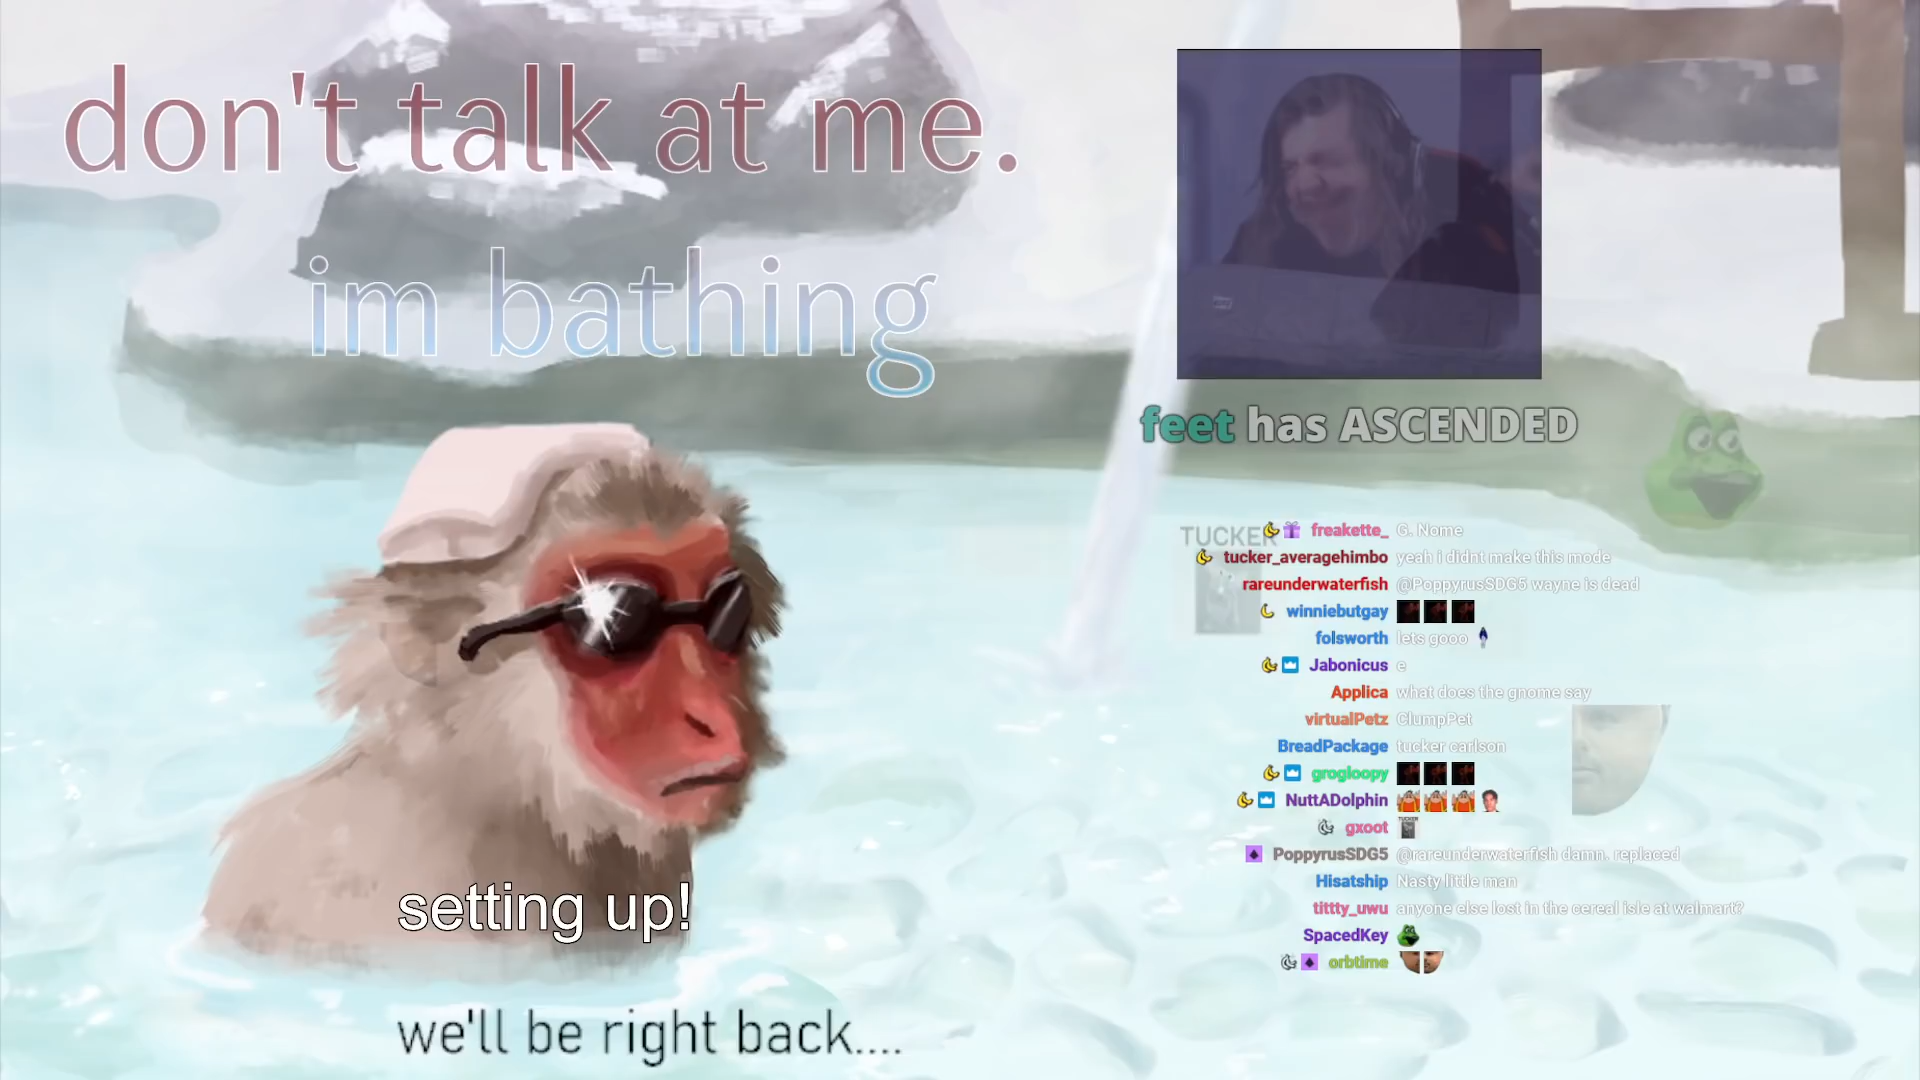 don't talk at me.
im bathing
feet has ASCENDED
TUCKER
freakette_ G. Nome
tucker_averagehimbo yeah i didnt make this mode
rareunderwaterfish @PoppyrusSDG5 wayne is dead
winniebutgay
folsworth lets gooo
Jabonicus e
Applica what does the gnome say
virtualPetz ClumpPet
BreadPackage tucker carlson
grogloopy
NuttADolphin
gxoot TUCKER
PoppyrusSDG5 @rareunderwaterfish damn. replaced
Hisatship Nasty little man
tittty_uwu anyone else lost in the cereal isle at walmart?
SpacedKey
orbtime
setting up!
we'll be right back....